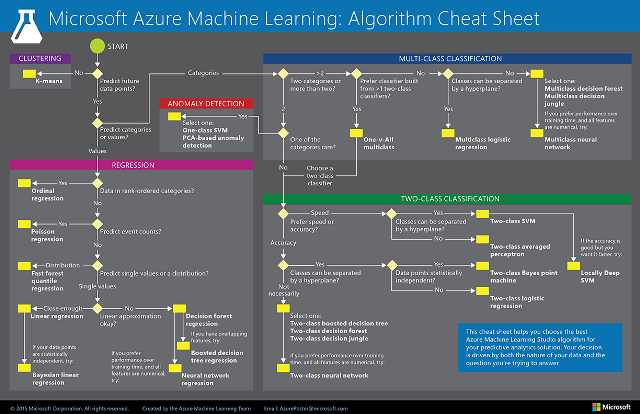 Microsoft Azure Machine Learning: Algorithm Cheat Sheet
START
CLUSTERING
K-means
No
Predict future
data points?
Yes
Categories
Predict categories
or values?
Values
ANOMALY DETECTION
Yes
Select one:
One-class SVM
PCA-based anomaly
detection
MULTI-CLASS CLASSIFICATION
>2
Two categories or
more than two?
2
Prefer classifier built
from >1 two-class
classifiers?
No
Yes
One-v-All
multiclass
Classes can be separated
by a hyperplane?
No
Yes
Multiclass logistic
regression
Select one:
Multiclass decision forest
Multiclass decision
jungle
If you prefer performance over
training time, and all features
are numerical, try:
Multiclass neural
network
One of the
categories rare?
No
Choose a
two-class
classifier
REGRESSION
Yes
Data in rank-ordered categories?
Ordinal
regression
No
Yes
Predict event counts?
Poisson
regression
No
Distribution
Predict single values or a distribution?
Fast forest
quantile
regression
Single values
Close enough
Linear regression
Linear approximation
okay?
No
Decision forest
regression
If you have overlapping
features, try:
Boosted decision
tree regression
If your data points
are statistically
independent, try:
Bayesian linear
regression
If you prefer
performance over
training time, and all
features are numerical,
try:
Neural network
regression
TWO-CLASS CLASSIFICATION
Speed
Prefer speed or
accuracy?
Accuracy
Classes can be separated
by a hyperplane?
Yes
Two-class SVM
No
Two-class averaged
perceptron
If the accuracy is
good but you
want it faster, try:
Locally Deep
SVM
Classes can be separated
by a hyperplane?
Yes
Data points statistically
independent?
Yes
Two-class Bayes point
machine
No
Two-class logistic
regression
Not
necessarily
Select one:
Two-class boosted decision tree
Two-class decision forest
Two-class decision jungle
If you prefer performance over training
time, and all features are numerical, try:
Two-class neural network
This cheat sheet helps you choose the best
Azure Machine Learning Studio algorithm for
your predictive analytics solution. Your decision
is driven by both the nature of your data and the
question you're trying to answer.
© 2015 Microsoft Corporation. All rights reserved.
Created by the Azure Machine Learning Team
Email: AzurePoster@microsoft.com
Microsoft